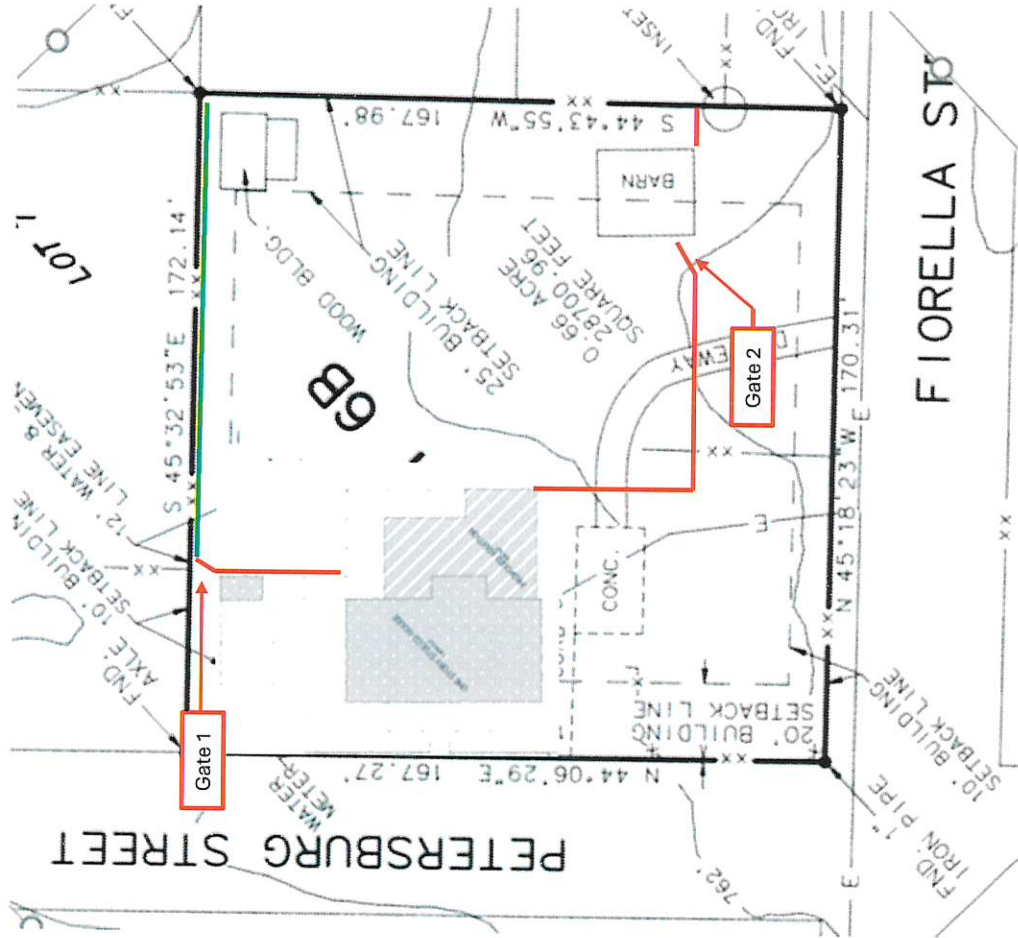 LOT 1.
S 45°32'53"E 172.14'
12' WATER &
LINE EASEMEN
10' BUILDIN
SETBACK LINE
FND.
AXLE
Gate 1
WOOD BLDG.
25' BUILDING
SETBACK LINE
S 44°43'55"W 167.98'
INSET
6B
0.66 ACRE
28700.96
SQUARE FEET
BARN
EWAY
Gate 2
CONC.
E
20' BUILDING
SETBACK LINE
N 44°06'29"E 167.27'
WATER
METER
PETERSBURG STREET
N 45°18'23"W 170.31'
E
E
FND.
IRO
FIORELLA ST
10' BUILDING
SETBACK LINE
FND. 1"
IRON PIPE
762'